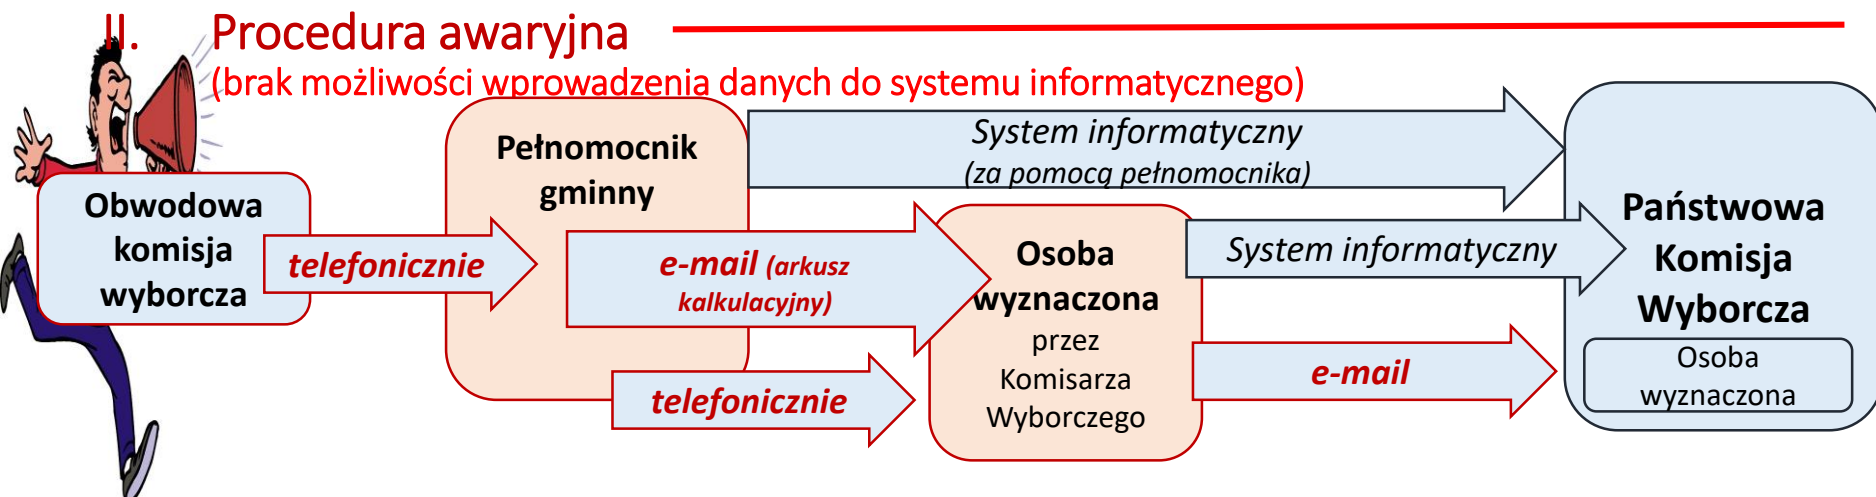 II. Procedura awaryjna
(brak możliwości wprowadzenia danych do systemu informatycznego)
Obwodowa
komisja
wyborcza
telefonicznie
Pełnomocnik
gminny
e-mail (arkusz
kalkulacyjny)
telefonicznie
System informatyczny
(za pomocą pełnomocnika)
Osoba
wyznaczona
przez
Komisarza
Wyborczego
System informatyczny
e-mail
Państwowa
Komisja
Wyborcza
Osoba
wyznaczona